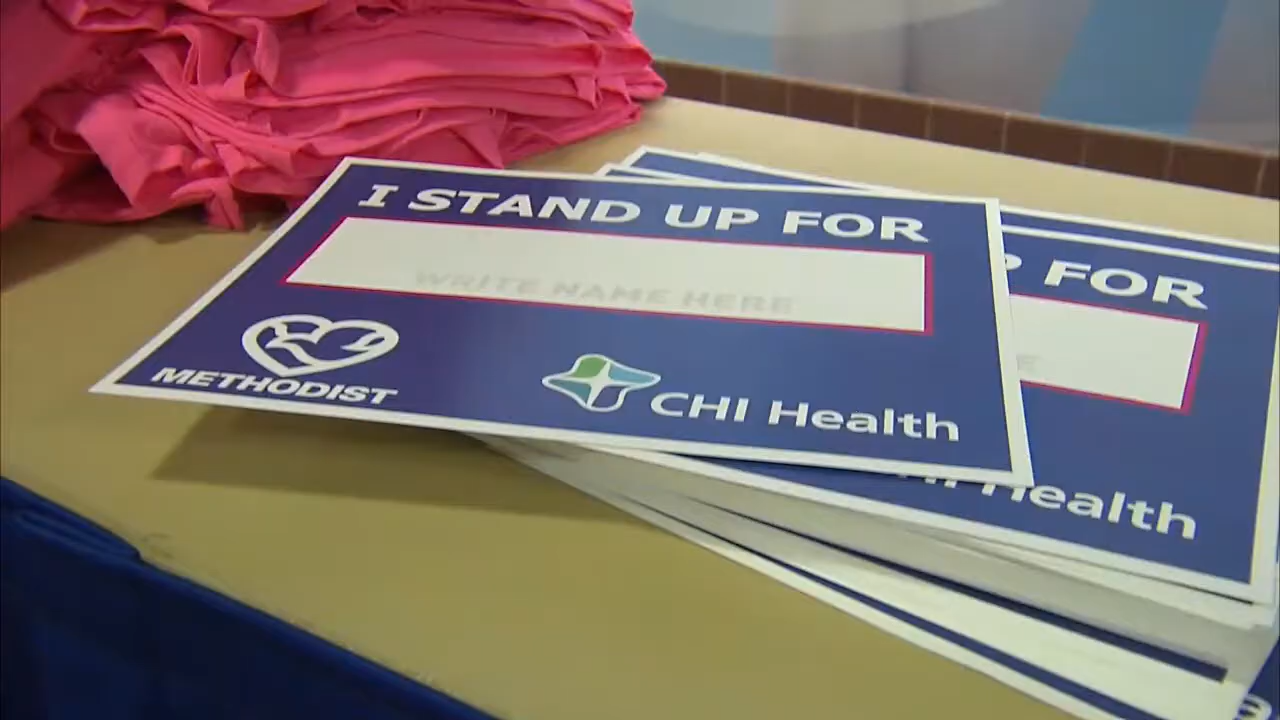 I STAND UP FOR
WRITE NAME HERE
METHODIST
CHI Health
FOR
Health